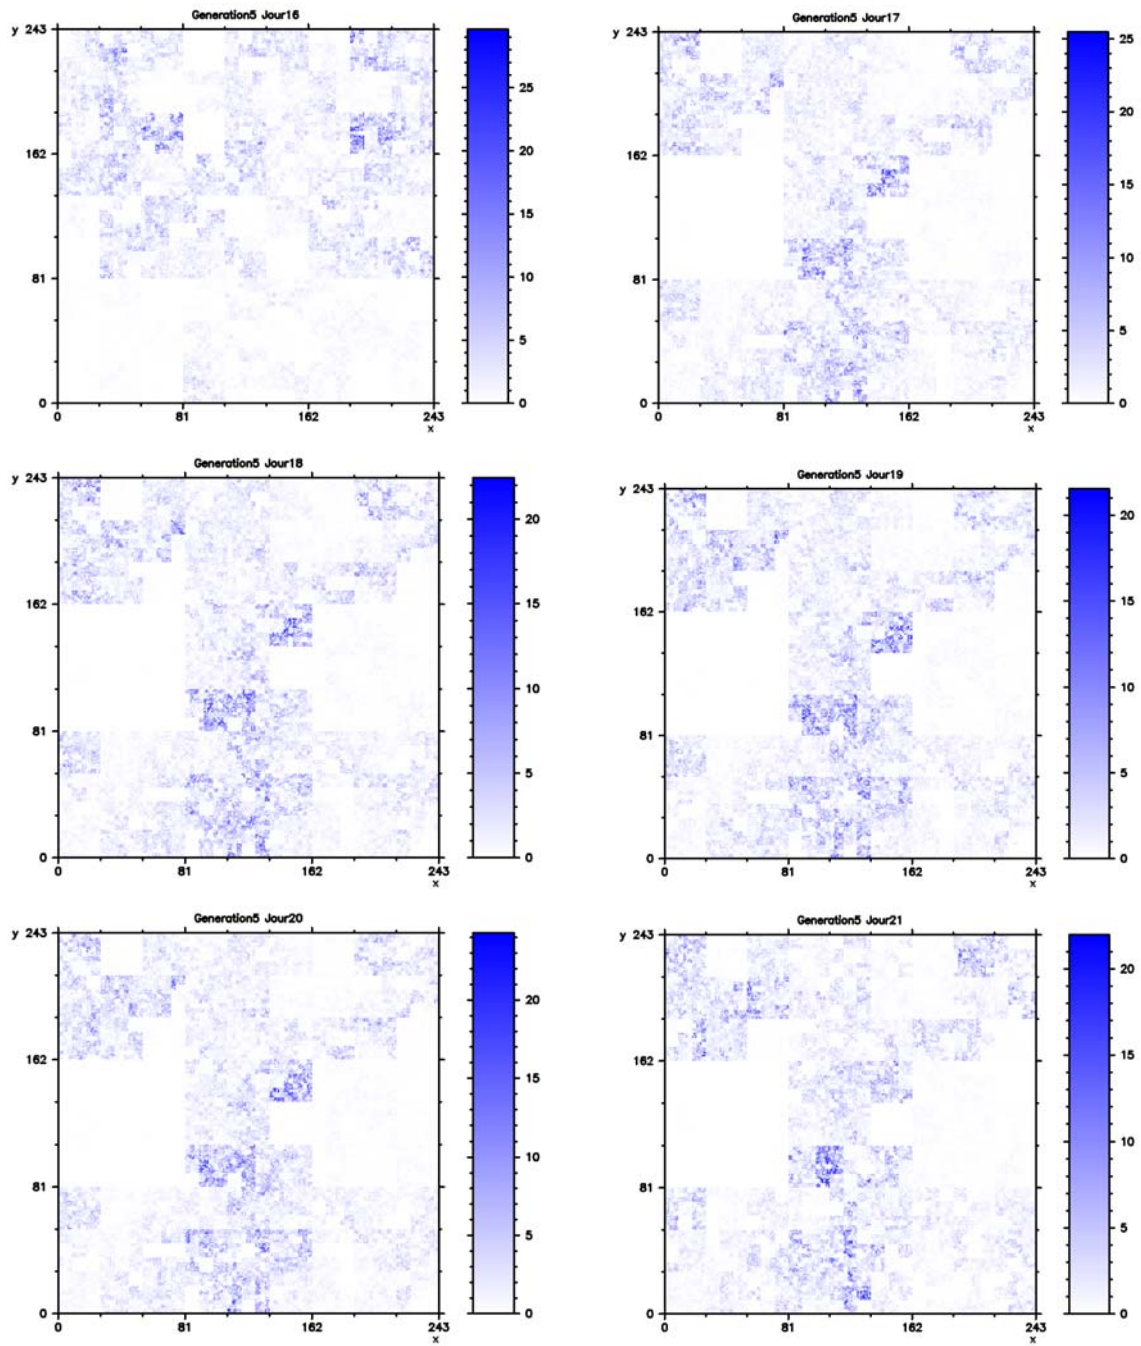 Generation5 Jour16
y 243
162
81
0
0 81 162 243
x
25
20
15
10
5
0
Generation5 Jour17
y 243
162
81
0
0 81 162 243
x
25
20
15
10
5
0
Generation5 Jour18
y 243
162
81
0
0 81 162 243
x
20
15
10
5
0
Generation5 Jour19
y 243
162
81
0
0 81 162 243
x
20
15
10
5
0
Generation5 Jour20
y 243
162
81
0
0 81 162 243
x
20
15
10
5
0
Generation5 Jour21
y 243
162
81
0
0 81 162 243
x
20
15
10
5
0